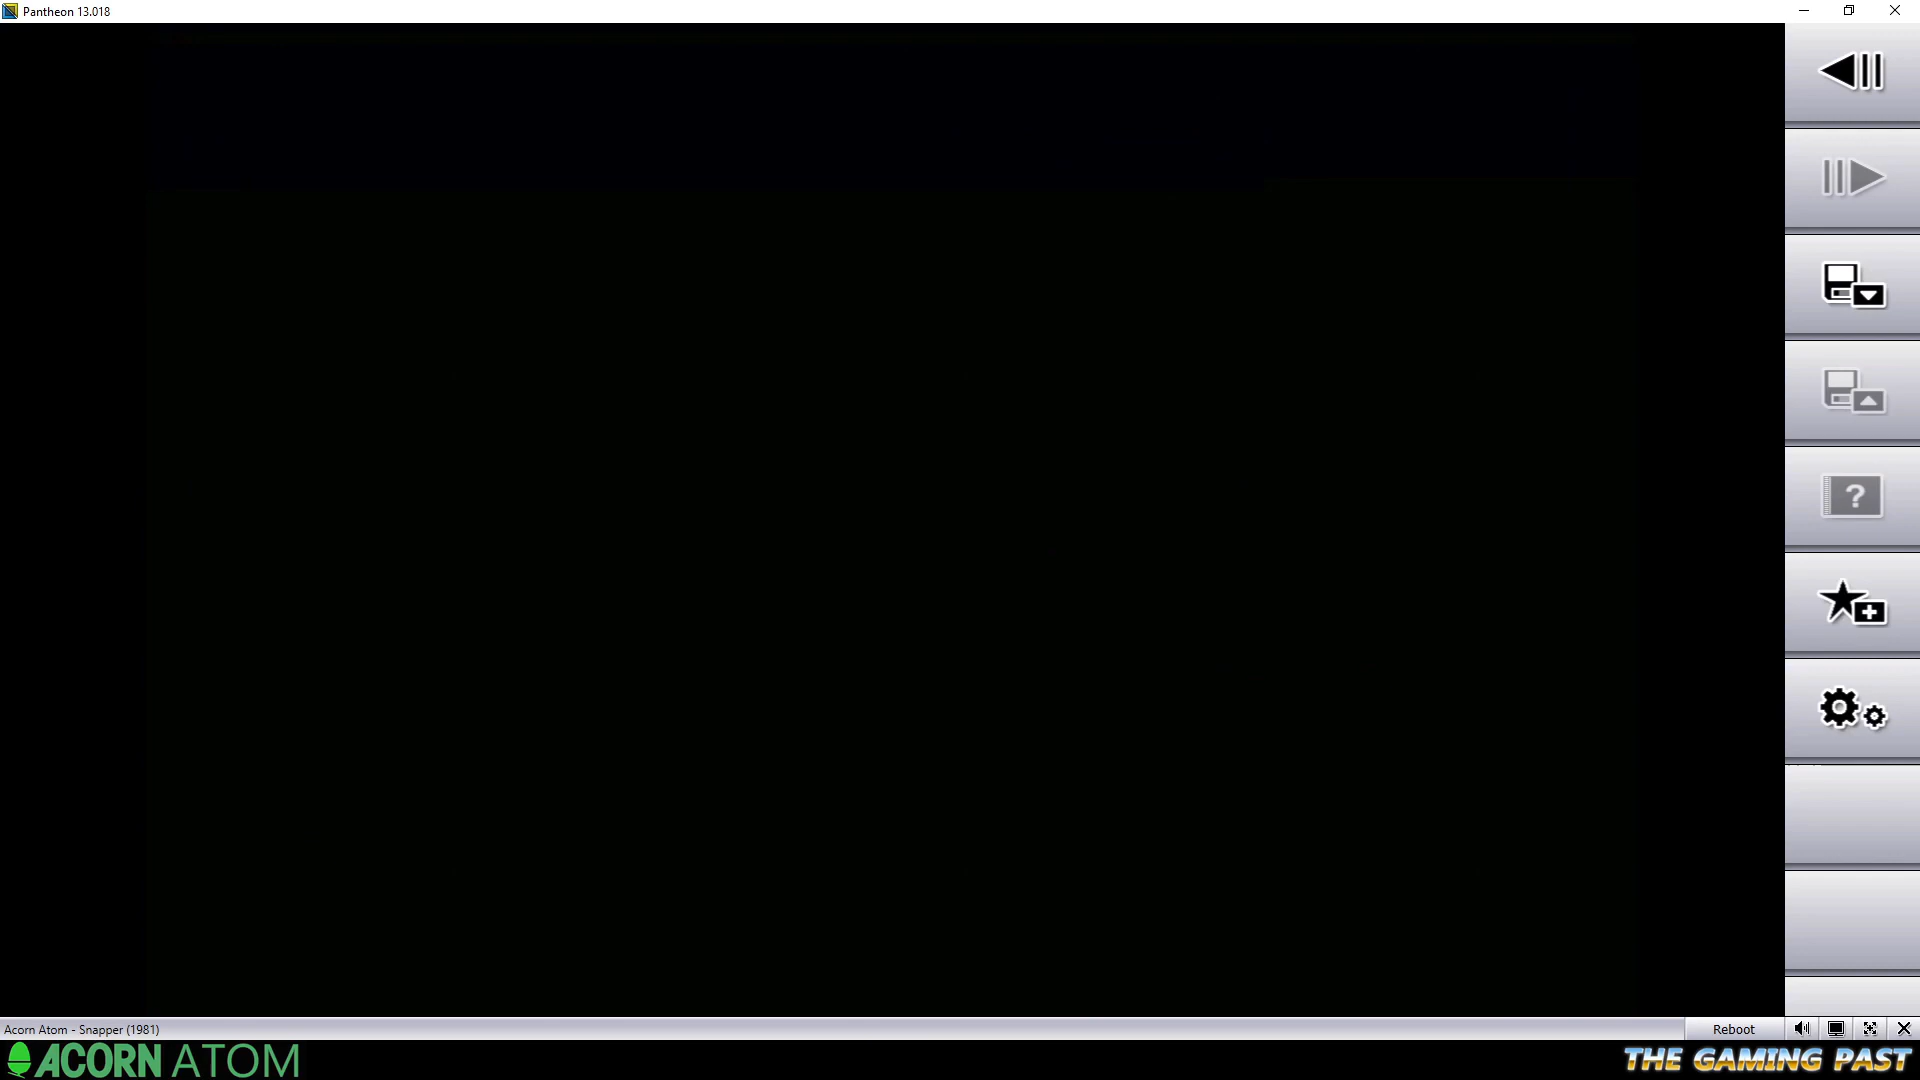 Pantheon 13.018
?
Acorn Atom - Snapper (1981)
Reboot
ACORN ATOM
THE GAMING PAST